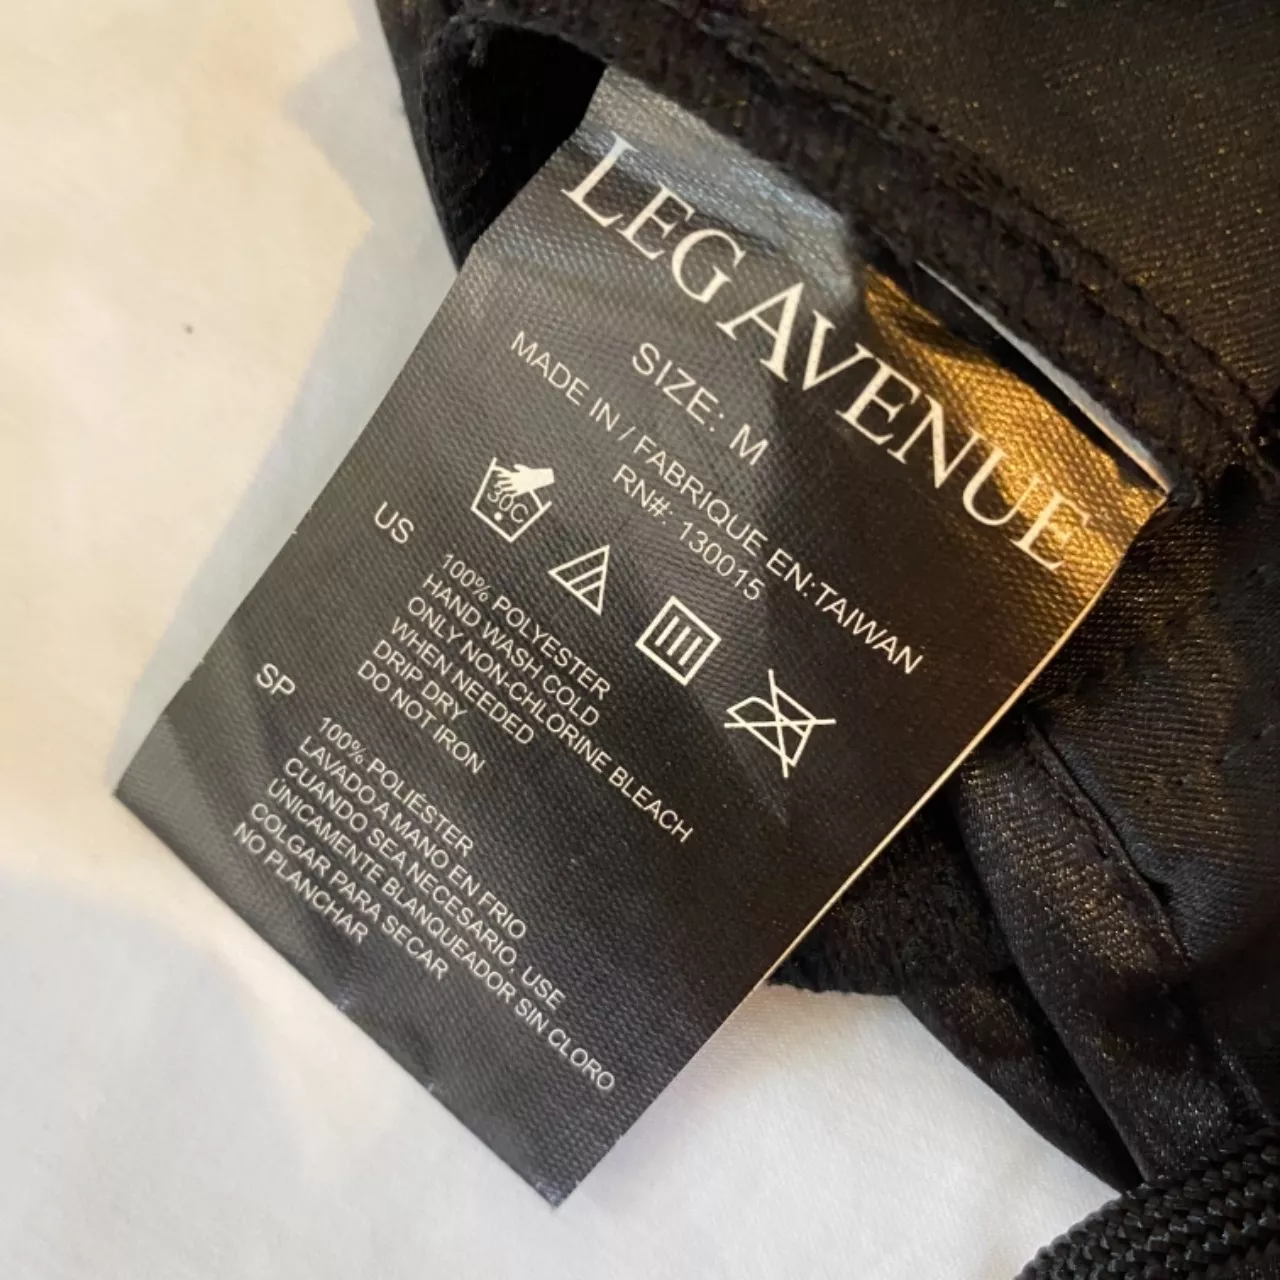 LEG AVENUE
SIZE: M
MADE IN / FABRIQUE EN:TAIWAN
RN#: 130015
30C
US
100% POLYESTER
HAND WASH COLD
ONLY NON-CHLORINE BLEACH
WHEN NEEDED
DRIP DRY
DO NOT IRON
SP
100% POLIÉSTER
LAVADO A MANO EN FRIO
CUANDO SEA NECESARIO, USE
ÚNICAMENTE BLANQUEADOR SIN CLORO
COLGAR PARA SECAR
NO PLANCHAR